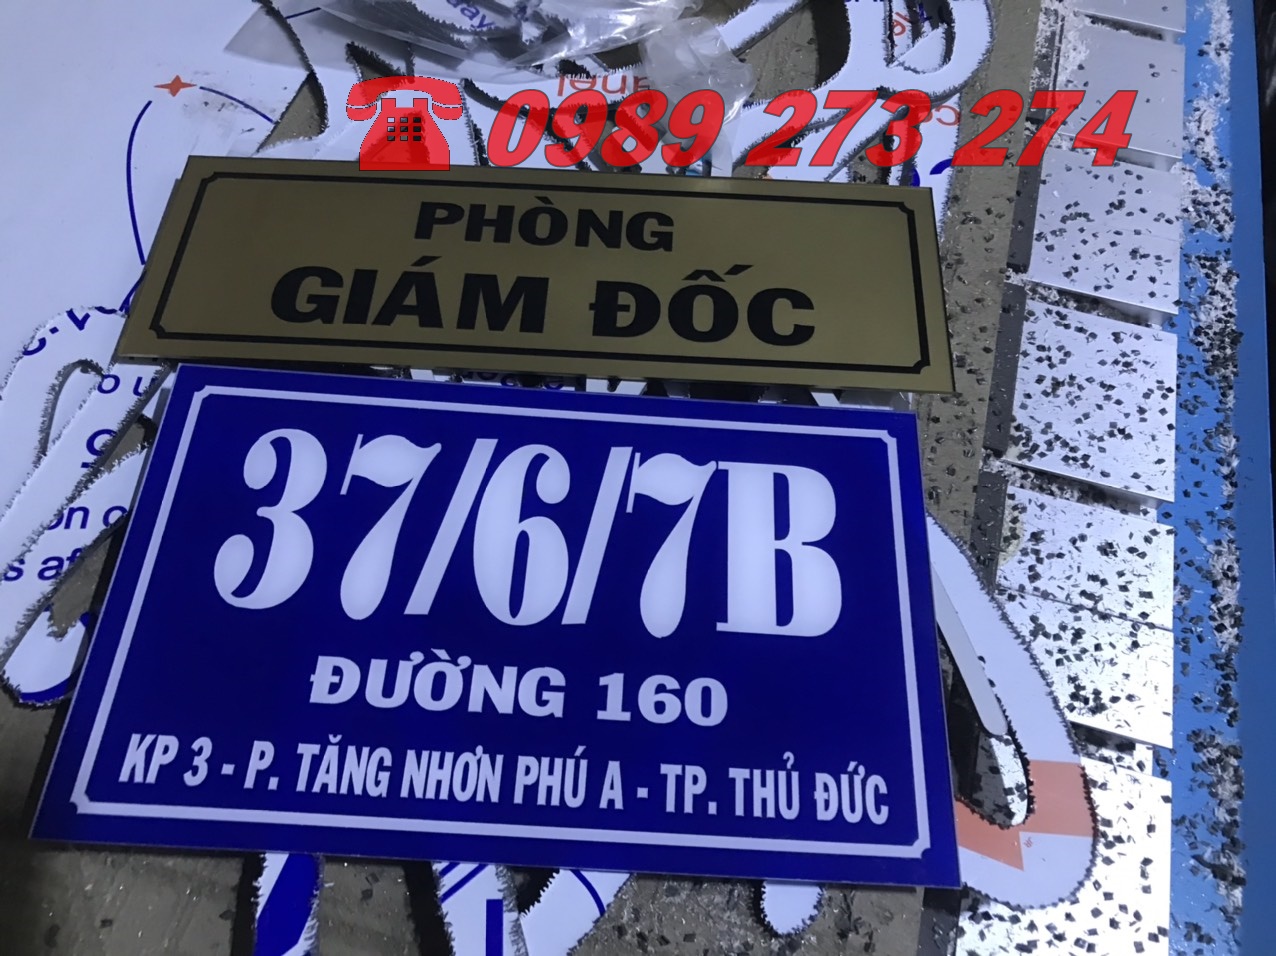 0989 273 274
PHÒNG
GIÁM ĐỐC
37/6/7B
ĐƯỜNG 160
KP 3 - P. TĂNG NHƠN PHÚ A - TP. THỦ ĐỨC